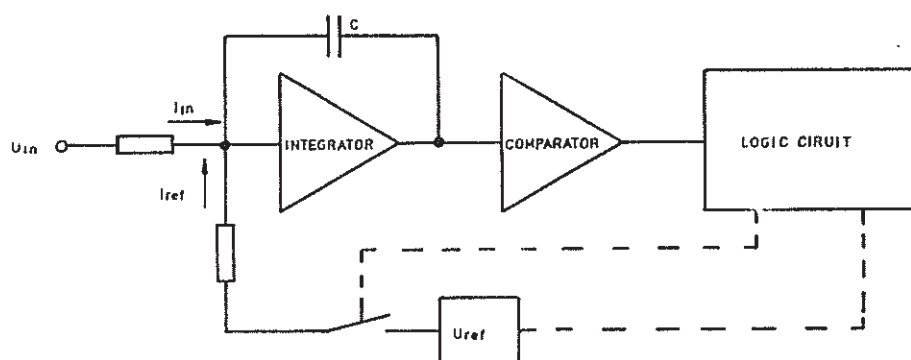 C
Iin
Uin
INTEGRATOR
COMPARATOR
LOGIC CIRUIT
Iref
Uref